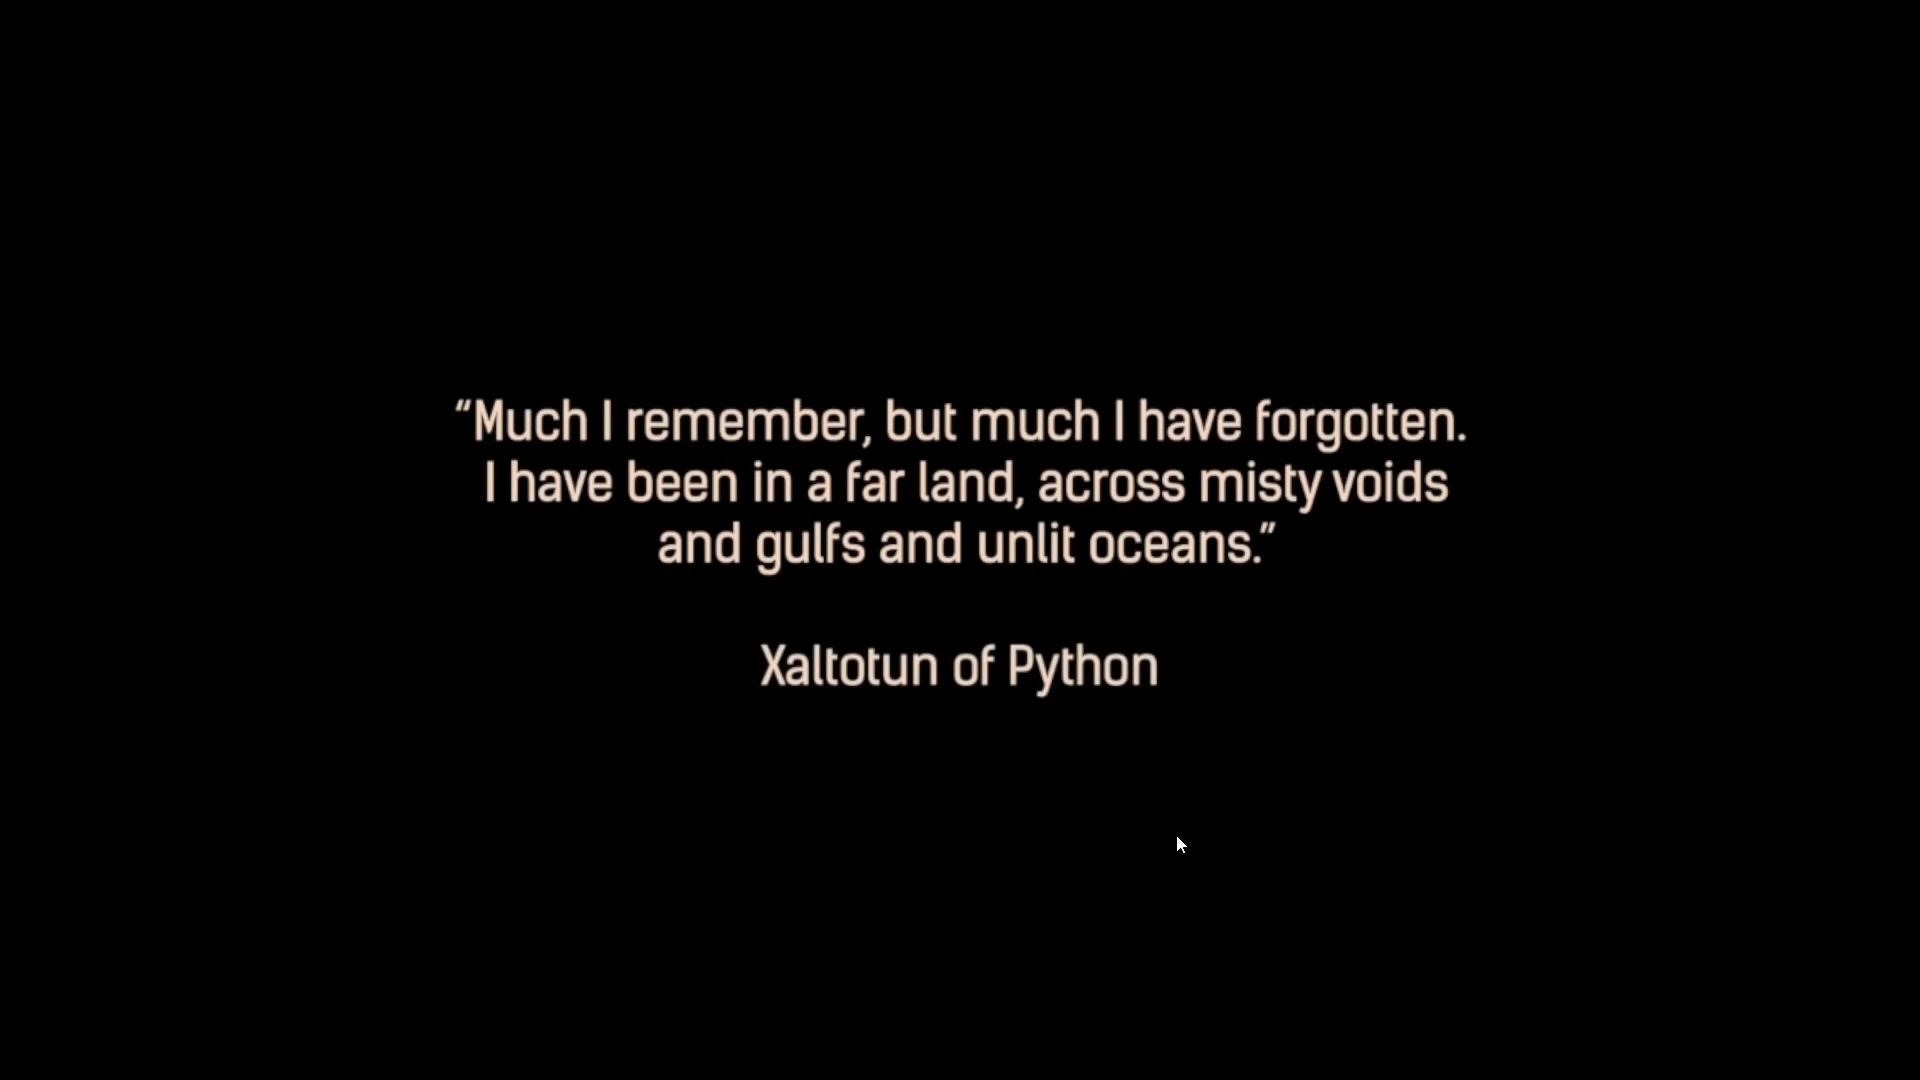 “Much I remember, but much I have forgotten.
I have been in a far land, across misty voids
and gulfs and unlit oceans.”
Xaltotun of Python